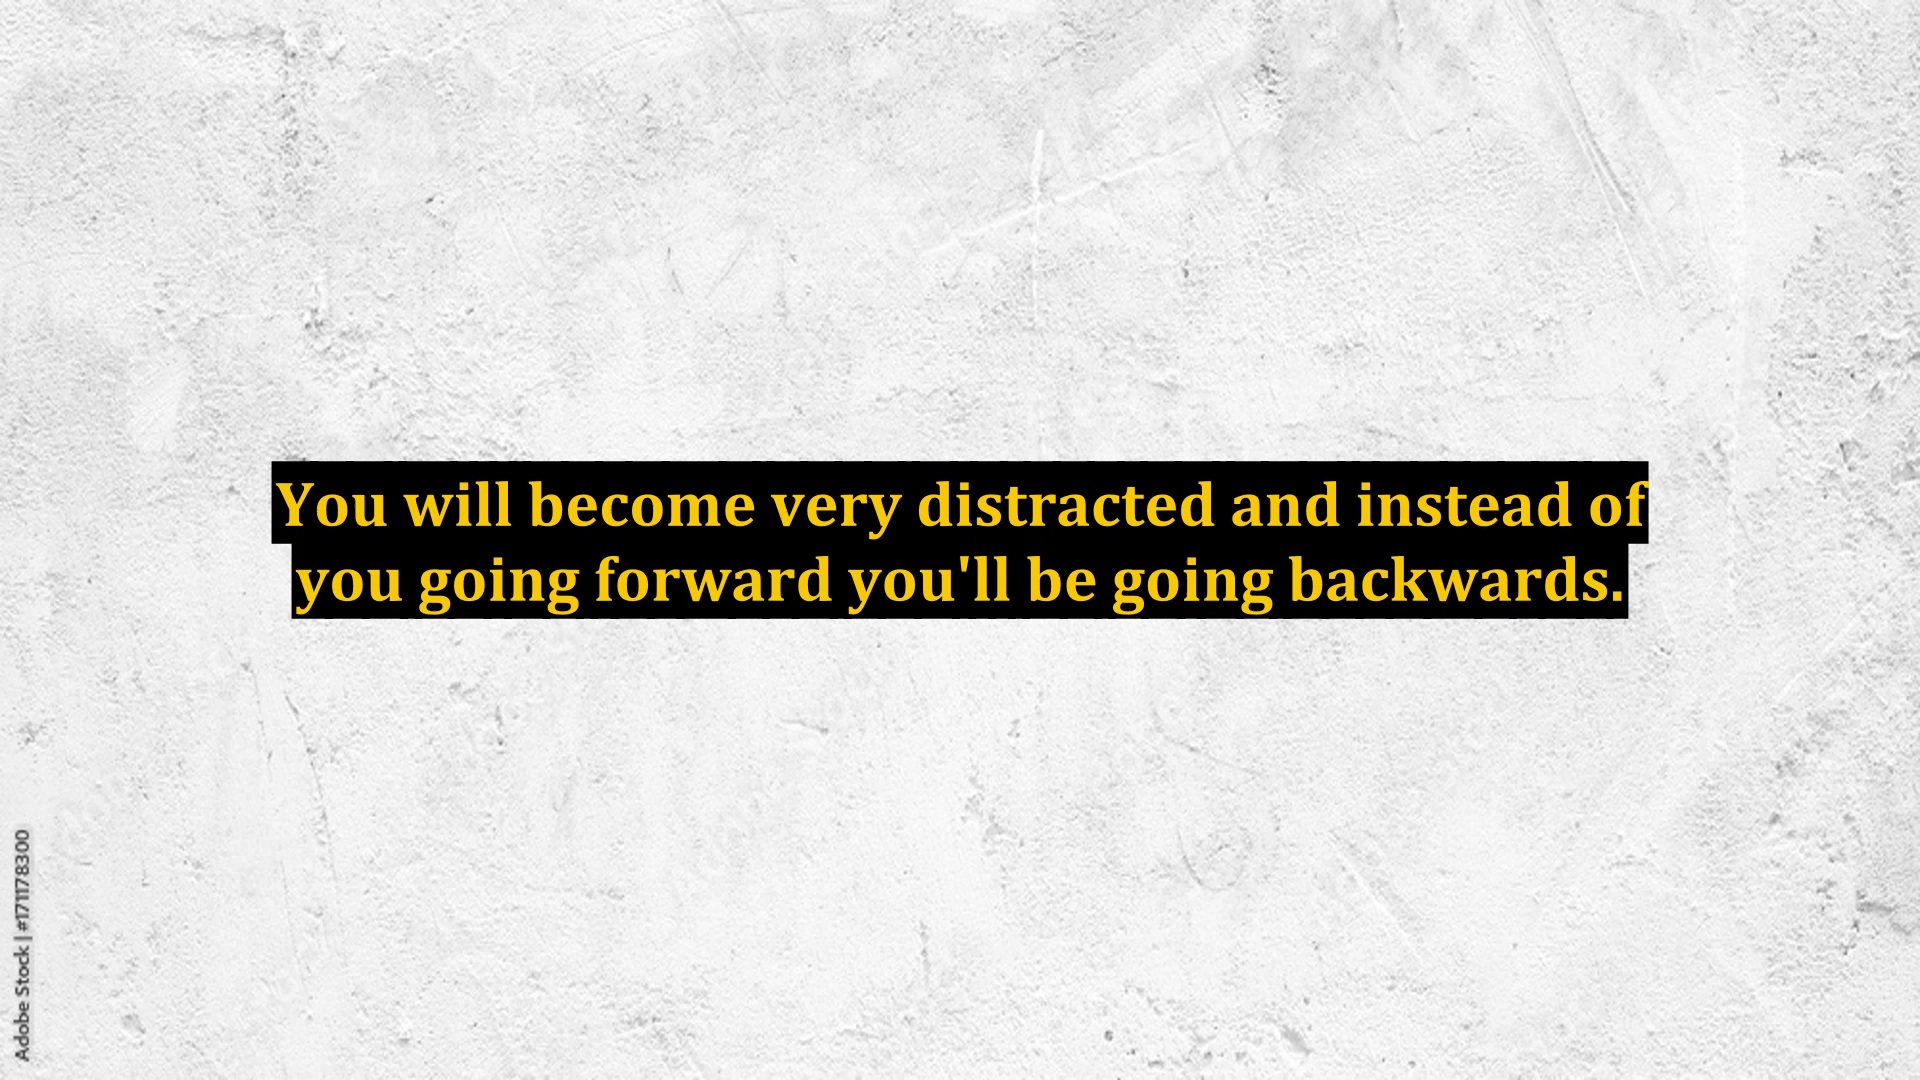 You will become very distracted and instead of
you going forward you'll be going backwards.
Adobe Stock | #171178300